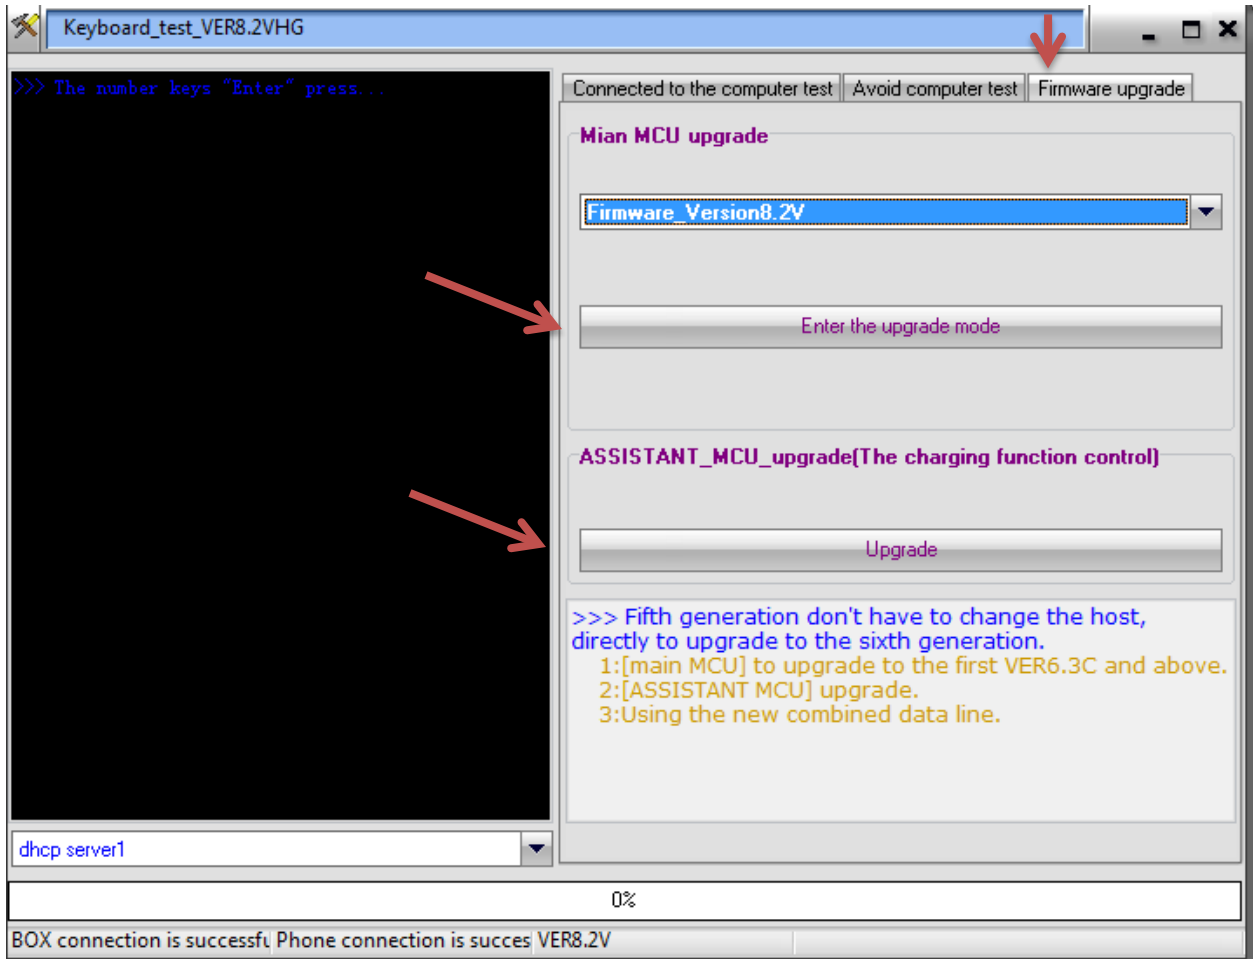 Keyboard_test_VER8.2VHG
>>> The number keys "Enter" press...
Connected to the computer test
Avoid computer test
Firmware upgrade
Mian MCU upgrade
Firmware_Version8.2V
Enter the upgrade mode
ASSISTANT_MCU_upgrade(The charging function control)
Upgrade
>>> Fifth generation don't have to change the host,
directly to upgrade to the sixth generation.
1:[main MCU] to upgrade to the first VER6.3C and above.
2:[ASSISTANT MCU] upgrade.
3:Using the new combined data line.
dhcp server1
0%
BOX connection is successfu
Phone connection is succes
VER8.2V